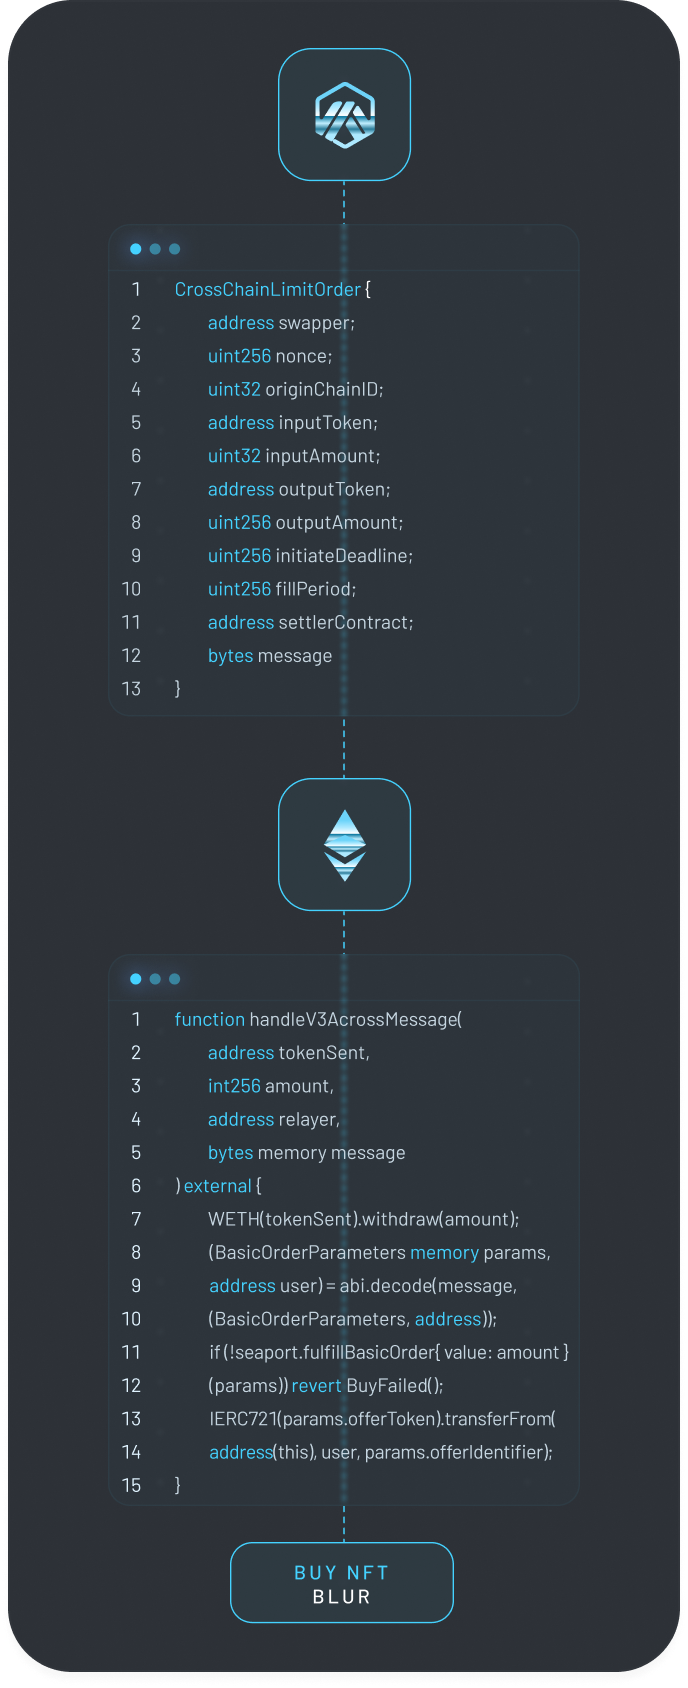 1 CrossChainLimitOrder {
2 address swapper;
3 uint256 nonce;
4 uint32 originChainID;
5 address inputToken;
6 uint32 inputAmount;
7 address outputToken;
8 uint256 outputAmount;
9 uint256 initiateDeadline;
10 uint256 fillPeriod;
11 address settlerContract;
12 bytes message
13 }
1 function handleV3AcrossMessage(
2 address tokenSent,
3 int256 amount,
4 address relayer,
5 bytes memory message
6 ) external {
7 WETH(tokenSent).withdraw(amount);
8 (BasicOrderParameters memory params,
9 address user) = abi.decode(message,
10 (BasicOrderParameters, address));
11 if (!seaport.fulfillBasicOrder{ value: amount }
12 (params)) revert BuyFailed();
13 IERC721(params.offerToken).transferFrom(
14 address(this), user, params.offerIdentifier);
15 }
BUY NFT
BLUR